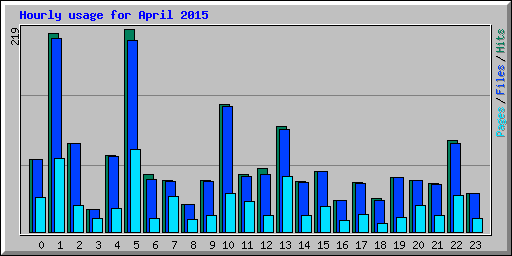 Hourly usage for April 2015
219
Pages/Files/Hits
0 1 2 3 4 5 6 7 8 9 10 11 12 13 14 15 16 17 18 19 20 21 22 23